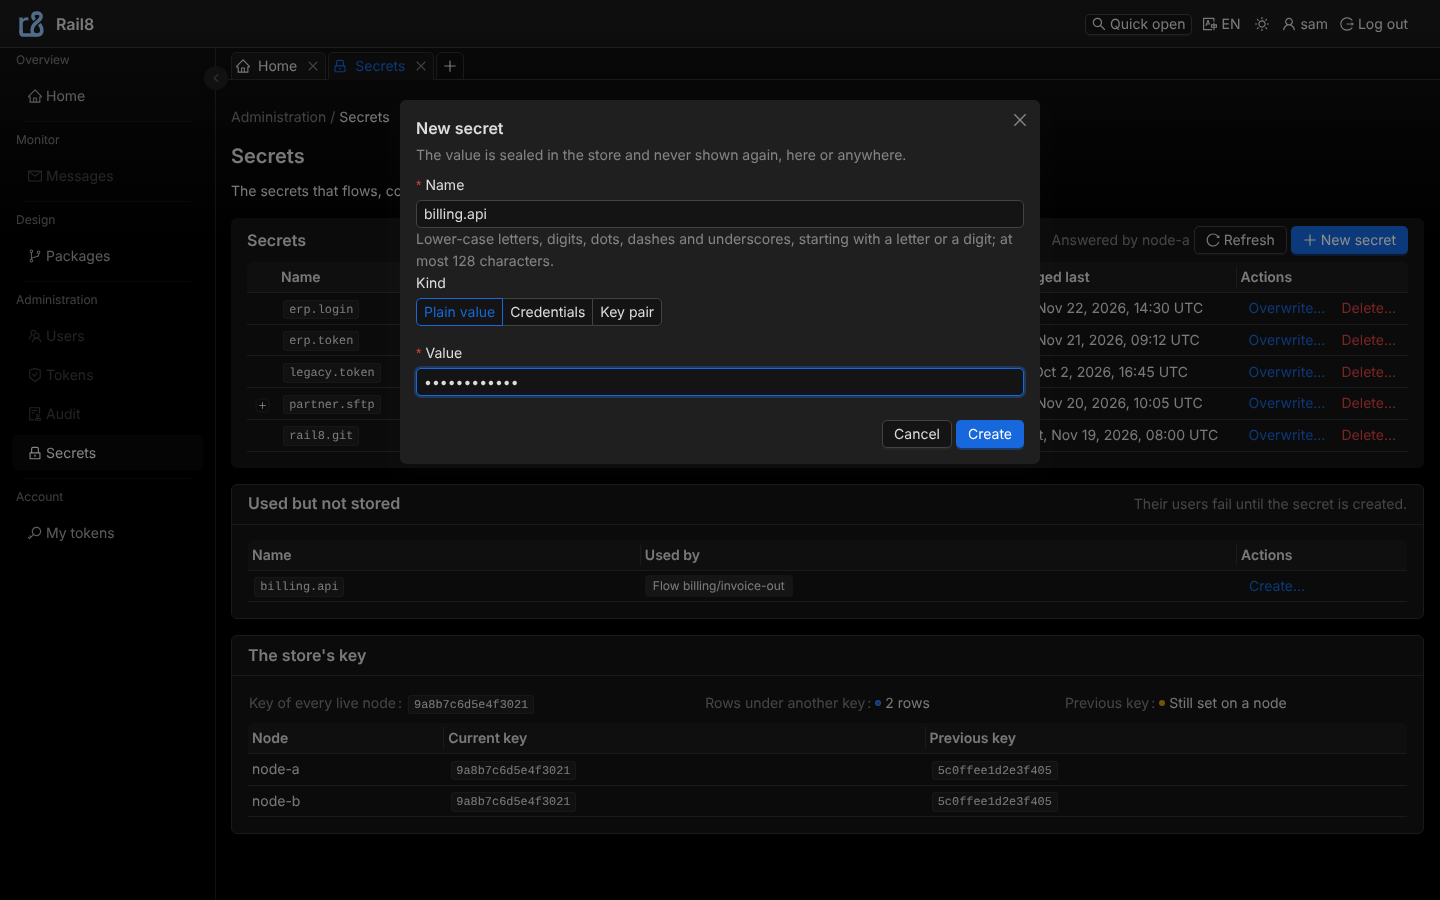 Rail8
Quick open
EN
sam
Log out
Overview
Home
Monitor
Messages
Design
Packages
Administration
Users
Tokens
Audit
Secrets
Account
My tokens
Home
Secrets
Administration / Secrets
Secrets
The secrets that flows, co
New secret
The value is sealed in the store and never shown again, here or anywhere.
* Name
billing.api
Lower-case letters, digits, dots, dashes and underscores, starting with a letter or a digit; at
most 128 characters.
Kind
Plain value Credentials Key pair
* Value
••••••••••••
Cancel Create
Secrets
Answered by node-a Refresh + New secret
Name ged last Actions
erp.login Nov 22, 2026, 14:30 UTC Overwrite... Delete...
erp.token Nov 21, 2026, 09:12 UTC Overwrite... Delete...
legacy.token Oct 2, 2026, 16:45 UTC Overwrite... Delete...
partner.sftp Nov 20, 2026, 10:05 UTC Overwrite... Delete...
rail8.git t, Nov 19, 2026, 08:00 UTC Overwrite... Delete...
Used but not stored Their users fail until the secret is created.
Name Used by Actions
billing.api Flow billing/invoice-out Create...
The store's key
Key of every live node: 9a8b7c6d5e4f3021 Rows under another key: 2 rows Previous key: Still set on a node
Node Current key Previous key
node-a 9a8b7c6d5e4f3021 5c0ffee1d2e3f405
node-b 9a8b7c6d5e4f3021 5c0ffee1d2e3f405